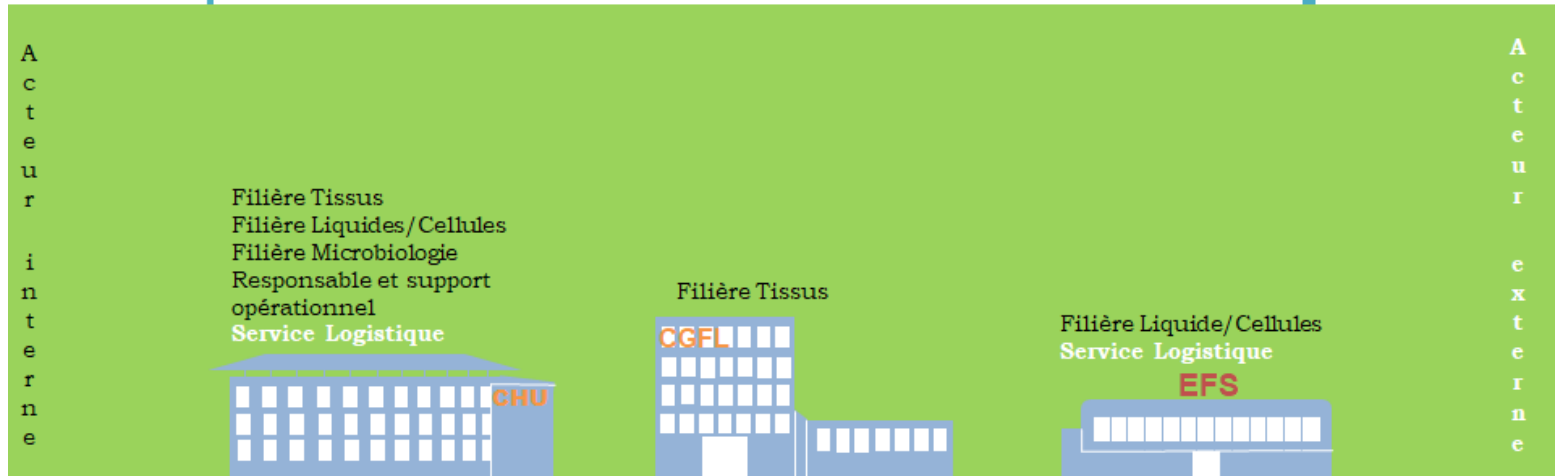 Acteur interne
Filière Tissus
Filière Liquides/Cellules
Filière Microbiologie
Responsable et support
opérationnel
Service Logistique
CHU
Filière Tissus
CGFL
Filière Liquide/Cellules
Service Logistique
EFS
Acteur externe